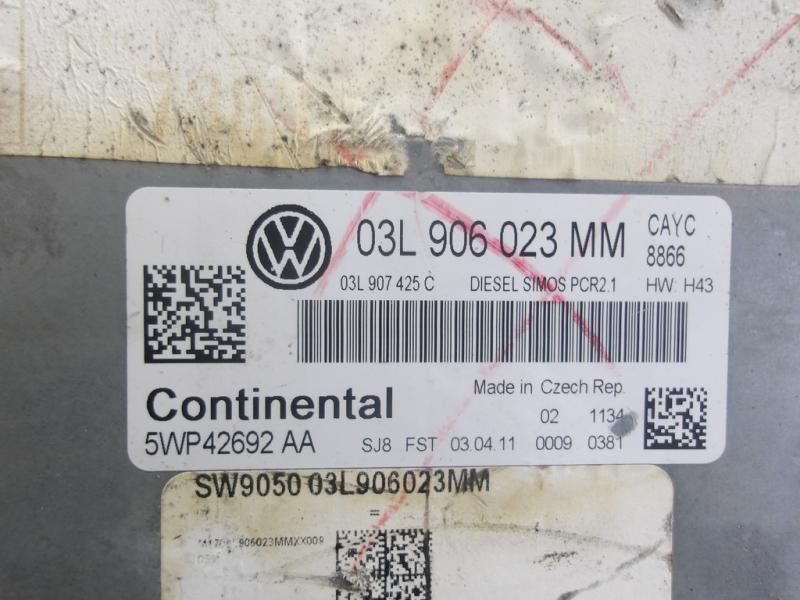 03L 906 023 MM
CAYC
8866
03L 907 425 C DIESEL SIMOS PCR2.1 HW: H43
Continental
Made in Czech Rep.
02 1134
5WP42692 AA
SJ8 FST 03.04.11 0009 0381
SW9050 03L906023MM
=
906023MMXX009